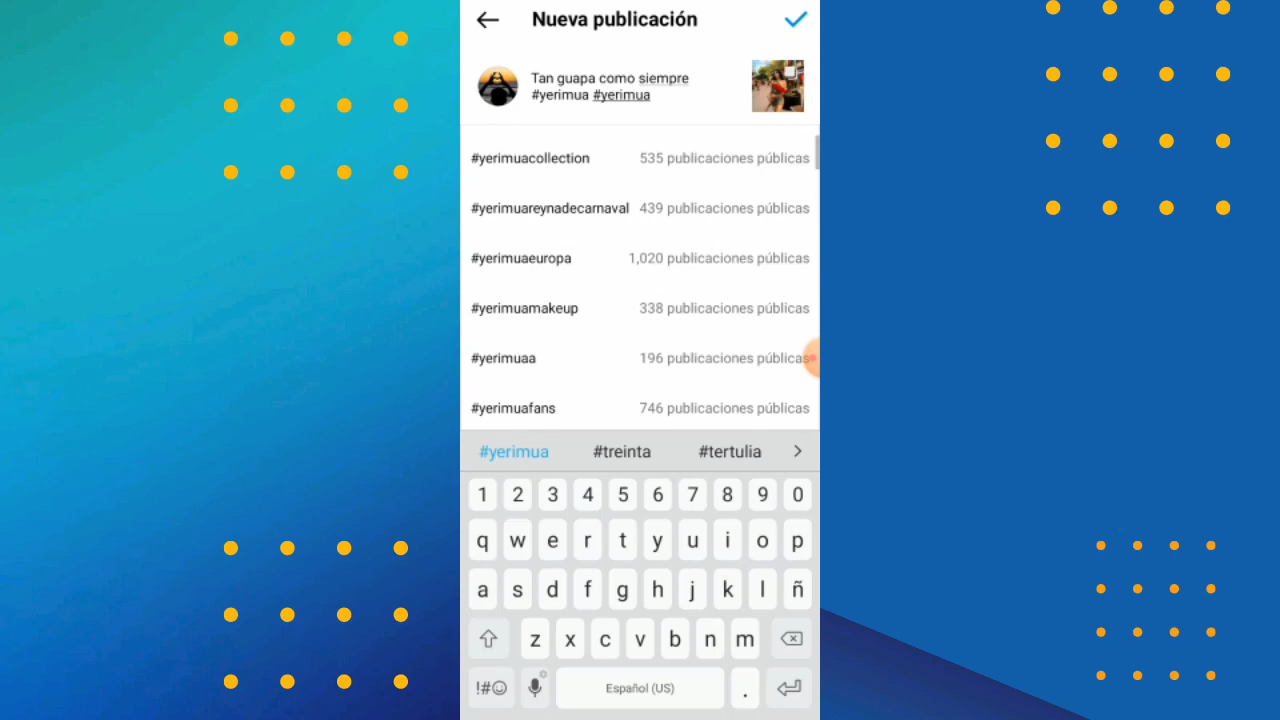 Nueva publicación
Tan guapa como siempre
#yerimua #yerimua
#yerimuacollection 535 publicaciones públicas
#yerimuareynadecarnaval 439 publicaciones públicas
#yerimuaeuropa 1,020 publicaciones públicas
#yerimuamakeup 338 publicaciones públicas
#yerimuaa 196 publicaciones públicas
#yerimuafans 746 publicaciones públicas
#yerimua #treinta #tertulia
1 2 3 4 5 6 7 8 9 0
q w e r t y u i o p
a s d f g h j k l ñ
z x c v b n m
!#☺ Español (US) .